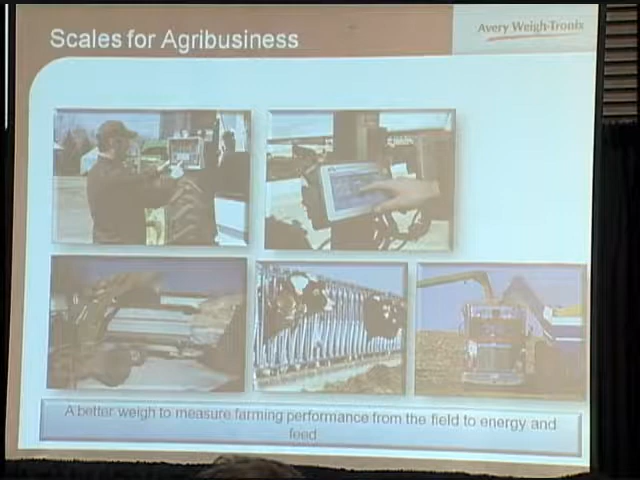 Scales for Agribusiness
Avery Weigh-Tronix
A better weigh to measure farming performance from the field to energy and
feed